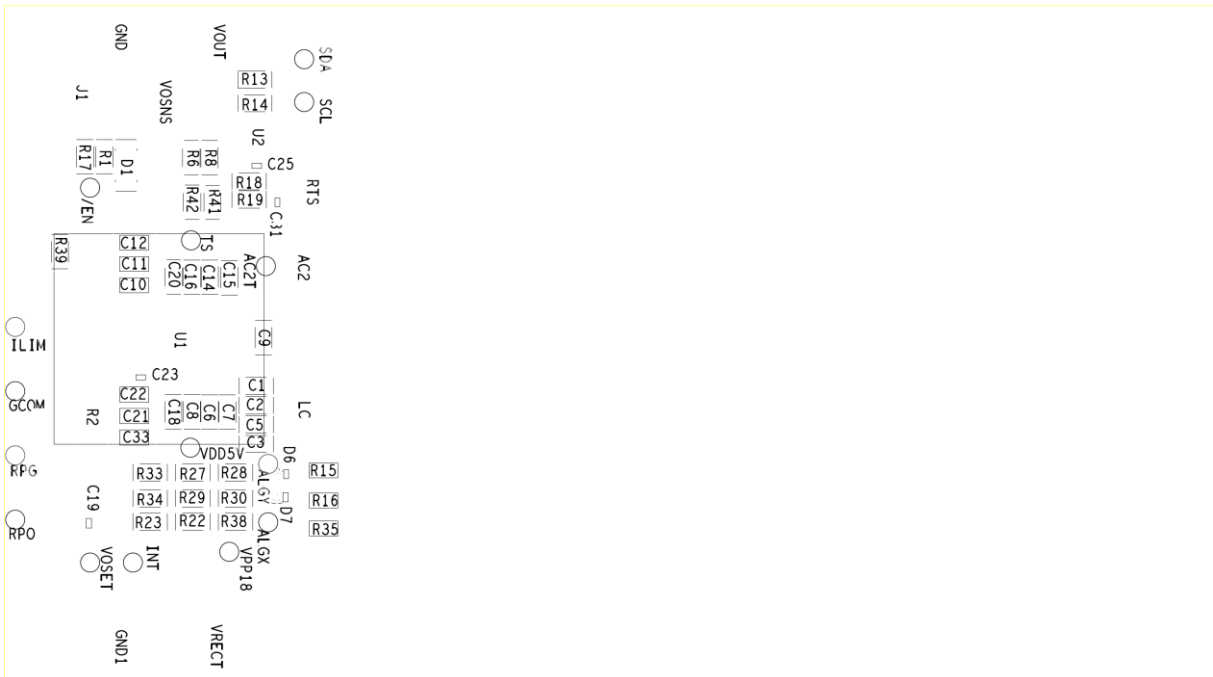 GND
VOUT
SDA
R13
J1
VOSNS
R14
SCL
U2
R17
R1
D1
R6
R8
C25
R18
RTS
R19
R42
R41
/EN
C31
R39
C12
TS
C11
AC2T
AC2
C20
C16
C14
C15
C10
ILIM
U1
C9
C23
C1
C22
GCOM
R2
C21
C18
C8
C6
C7
C2
LC
C5
C33
C3
VDD5V
D6
RPG
R33
R27
R28
ALGY
R15
C19
R34
R29
R30
D7
R16
RPO
R23
R22
R38
ALGX
R35
VOSET
INT
VPP18
GND1
VRECT